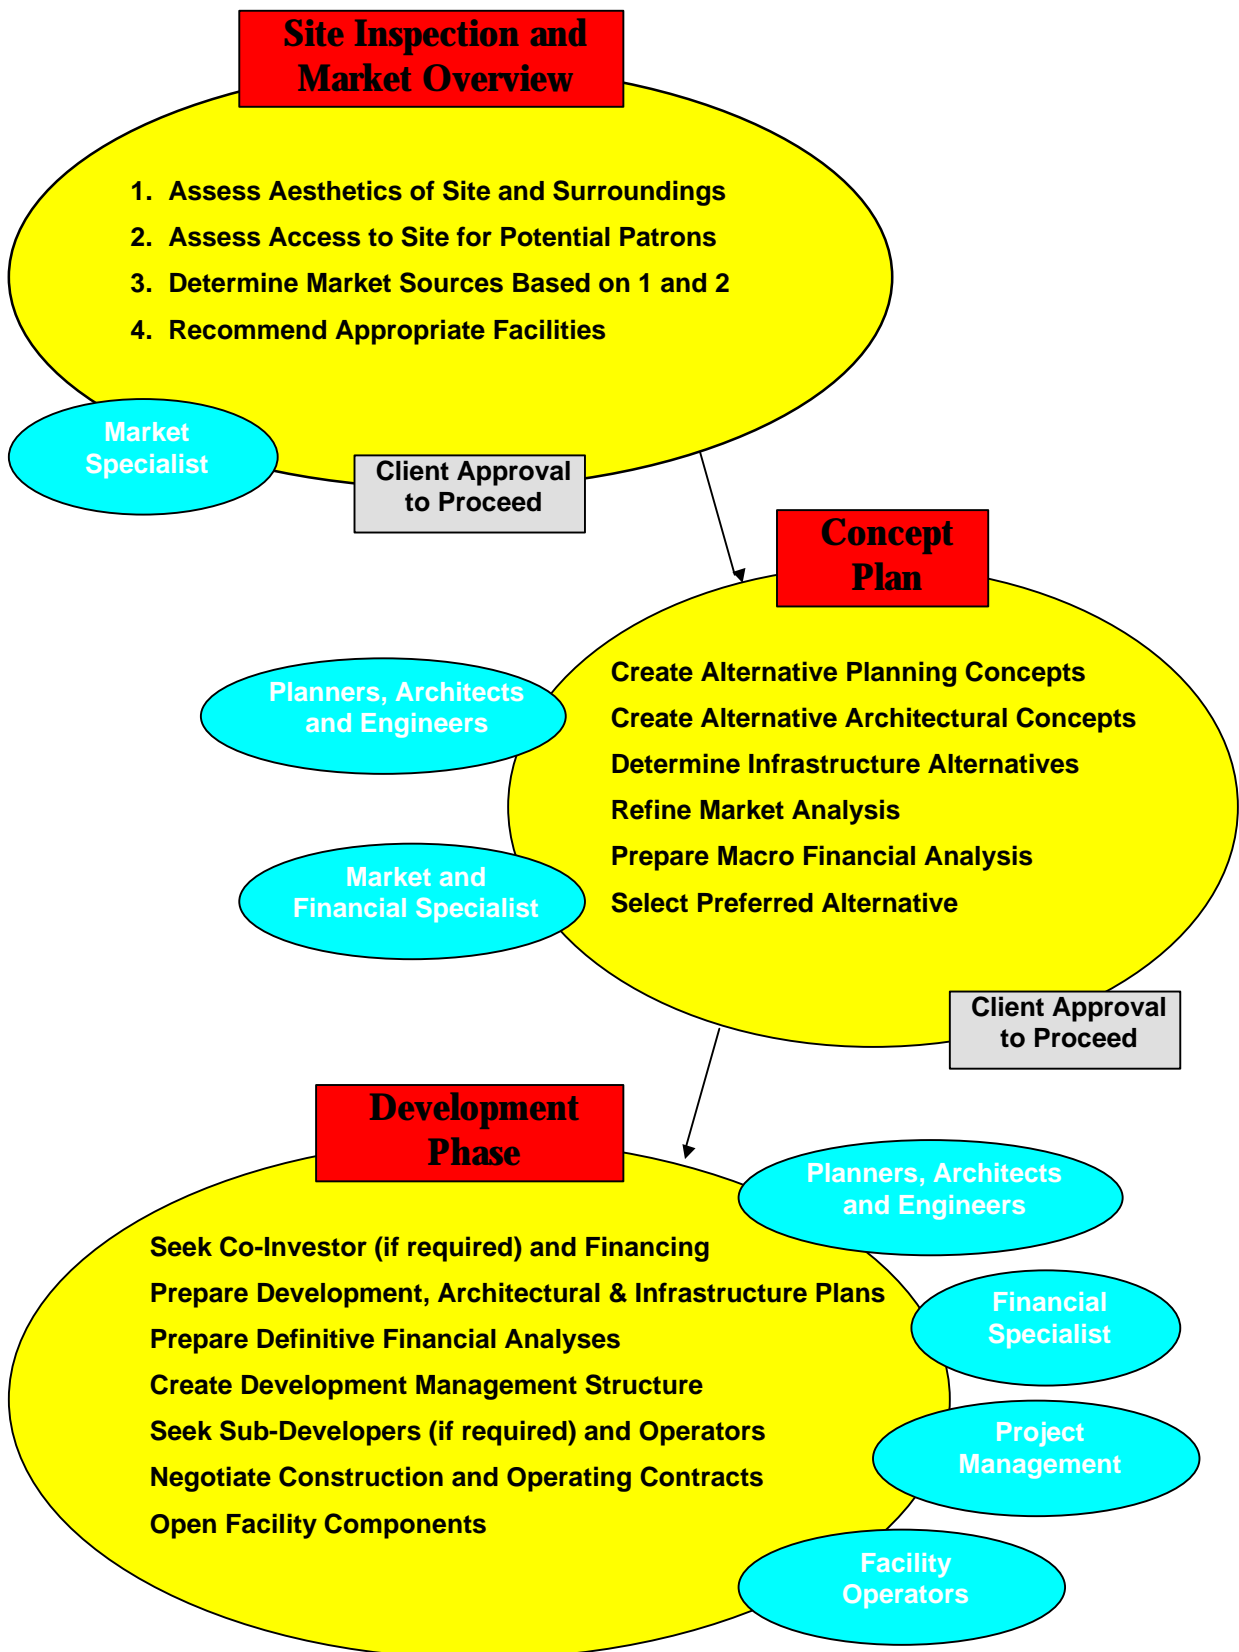 Site Inspection and
Market Overview
1. Assess Aesthetics of Site and Surroundings
2. Assess Access to Site for Potential Patrons
3. Determine Market Sources Based on 1 and 2
4. Recommend Appropriate Facilities
Market
Specialist
Client Approval
to Proceed
Concept
Plan
Planners, Architects
and Engineers
Create Alternative Planning Concepts
Create Alternative Architectural Concepts
Determine Infrastructure Alternatives
Refine Market Analysis
Prepare Macro Financial Analysis
Select Preferred Alternative
Market and
Financial Specialist
Client Approval
to Proceed
Development
Phase
Planners, Architects
and Engineers
Seek Co-Investor (if required) and Financing
Prepare Development, Architectural & Infrastructure Plans
Prepare Definitive Financial Analyses
Create Development Management Structure
Seek Sub-Developers (if required) and Operators
Negotiate Construction and Operating Contracts
Open Facility Components
Financial
Specialist
Project
Management
Facility
Operators